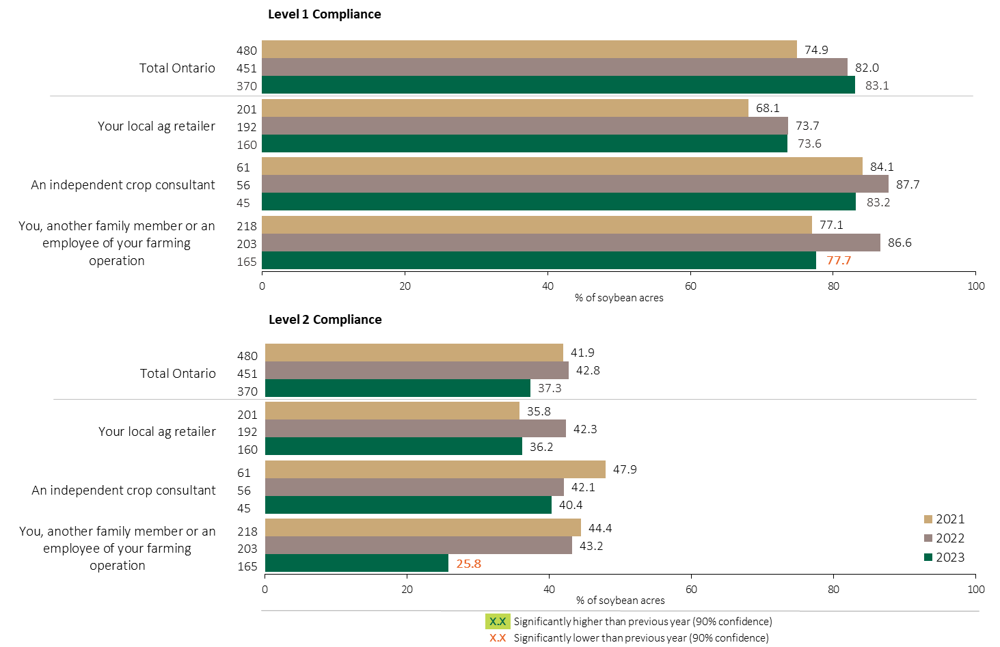 Level 1 Compliance
480 74.9
Total Ontario 451 82.0
370 83.1
201 68.1
Your local ag retailer 192 73.7
160 73.6
61 84.1
An independent crop consultant 56 87.7
45 83.2
You, another family member or an 218 77.1
employee of your farming 203 86.6
operation 165 77.7
0 20 40 60 80 100
% of soybean acres
Level 2 Compliance
480 41.9
Total Ontario 451 42.8
370 37.3
201 35.8
Your local ag retailer 192 42.3
160 36.2
61 47.9
An independent crop consultant 56 42.1
45 40.4
You, another family member or an 218 44.4
employee of your farming 203 43.2
operation 165 25.8
2021
2022
2023
0 20 40 60 80 100
% of soybean acres
X.X Significantly higher than previous year (90% confidence)
X.X Significantly lower than previous year (90% confidence)